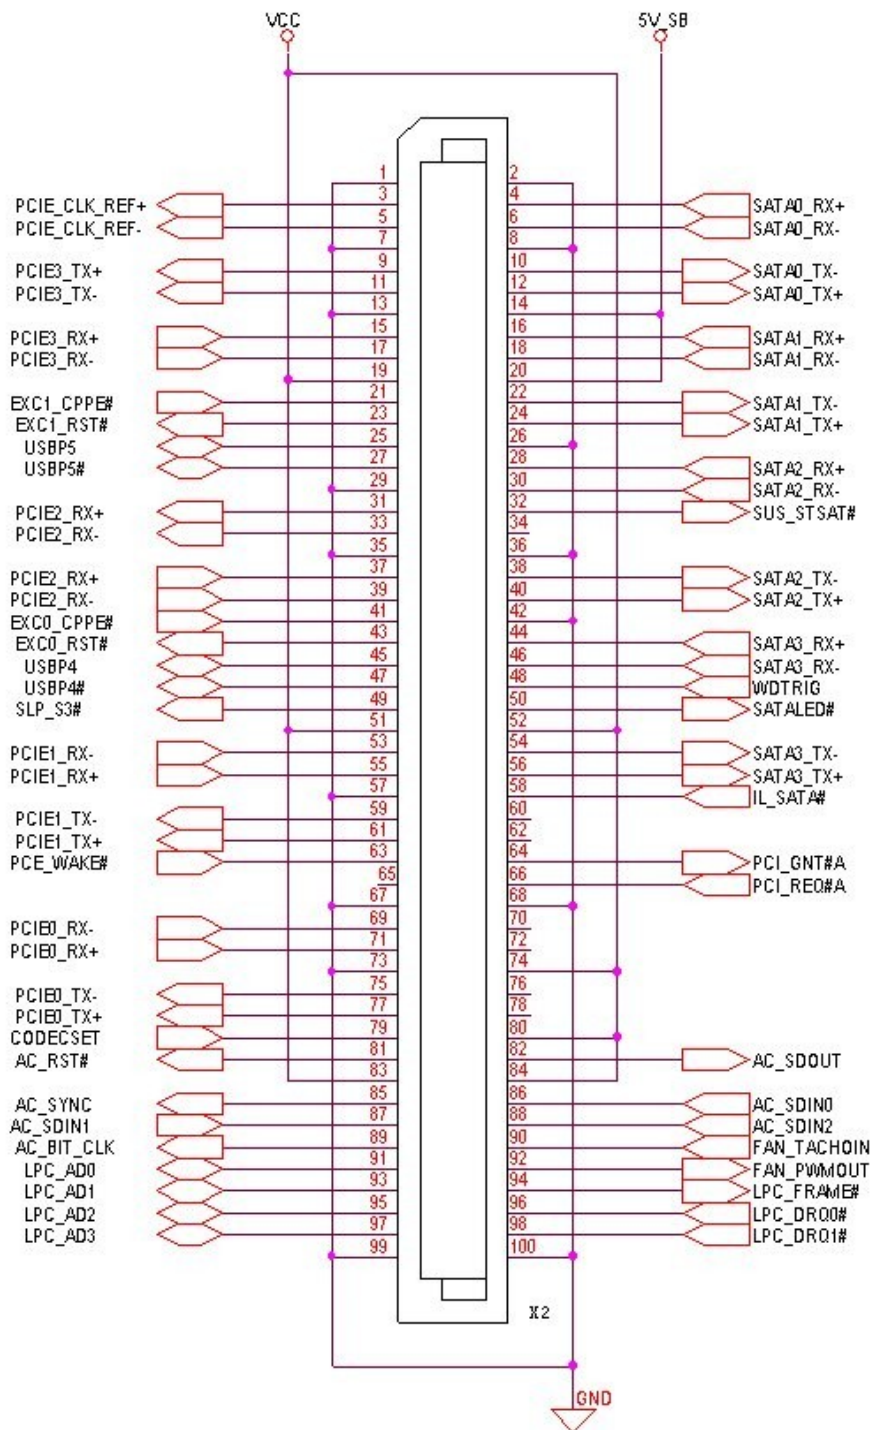 VCC 5V_SB
1 2
PCIE_CLK_REF+ 3 4 SATA0_RX+
PCIE_CLK_REF- 5 6 SATA0_RX-
7 8
PCIE3_TX+ 9 10 SATA0_TX-
PCIE3_TX- 11 12 SATA0_TX+
13 14
PCIE3_RX+ 15 16 SATA1_RX+
PCIE3_RX- 17 18 SATA1_RX-
19 20
EXC1_CPPE# 21 22 SATA1_TX-
EXC1_RST# 23 24 SATA1_TX+
USBP5 25 26
USBP5# 27 28 SATA2_RX+
29 30 SATA2_RX-
PCIE2_RX+ 31 32 SUS_STSAT#
PCIE2_RX- 33 34
35 36
PCIE2_RX+ 37 38 SATA2_TX-
PCIE2_RX- 39 40 SATA2_TX+
EXC0_CPPE# 41 42
EXC0_RST# 43 44 SATA3_RX+
USBP4 45 46 SATA3_RX-
USBP4# 47 48 WDTRIG
SLP_S3# 49 50 SATALED#
51 52
PCIE1_RX- 53 54 SATA3_TX-
PCIE1_RX+ 55 56 SATA3_TX+
57 58 IL_SATA#
PCIE1_TX- 59 60
PCIE1_TX+ 61 62
PCE_WAKE# 63 64 PCI_GNT#A
65 66 PCI_REQ#A
67 68
PCIE0_RX- 69 70
PCIE0_RX+ 71 72
73 74
PCIE0_TX- 75 76
PCIE0_TX+ 77 78
CODECSET 79 80
AC_RST# 81 82 AC_SDOUT
83 84
AC_SYNC 85 86 AC_SDIN0
AC_SDIN1 87 88 AC_SDIN2
AC_BIT_CLK 89 90 FAN_TACHOIN
LPC_AD0 91 92 FAN_PWMOUT
LPC_AD1 93 94 LPC_FRAME#
LPC_AD2 95 96 LPC_DRQ0#
LPC_AD3 97 98 LPC_DRQ1#
99 100
X2
GND